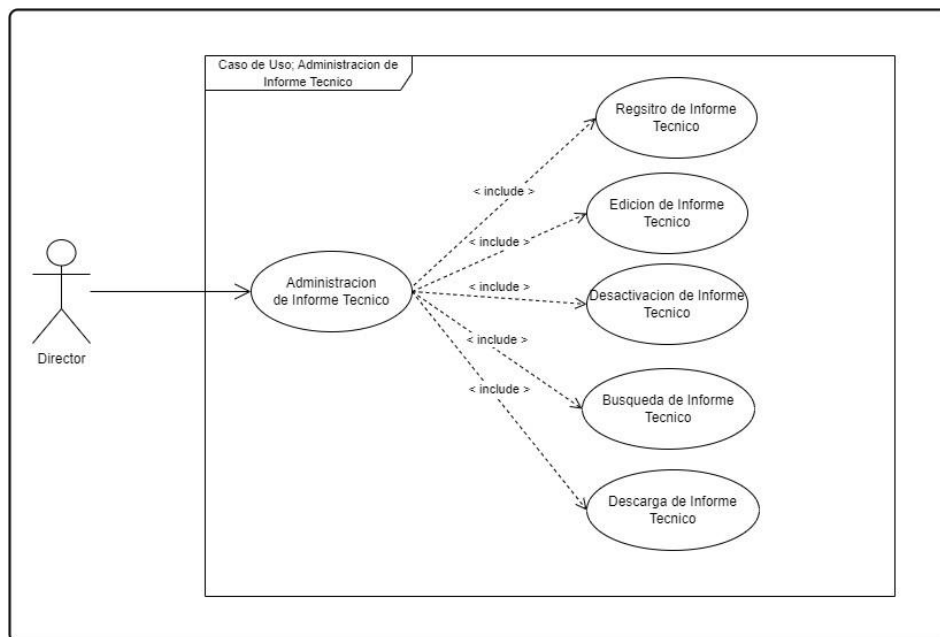 Caso de Uso; Administracion de
Informe Tecnico
Regsitro de Informe
Tecnico
< include >
Edicion de Informe
Tecnico
< include >
Administracion
de Informe Tecnico
< include >
Desactivacion de Informe
Tecnico
Director
< include >
Busqueda de Informe
Tecnico
< include >
Descarga de Informe
Tecnico